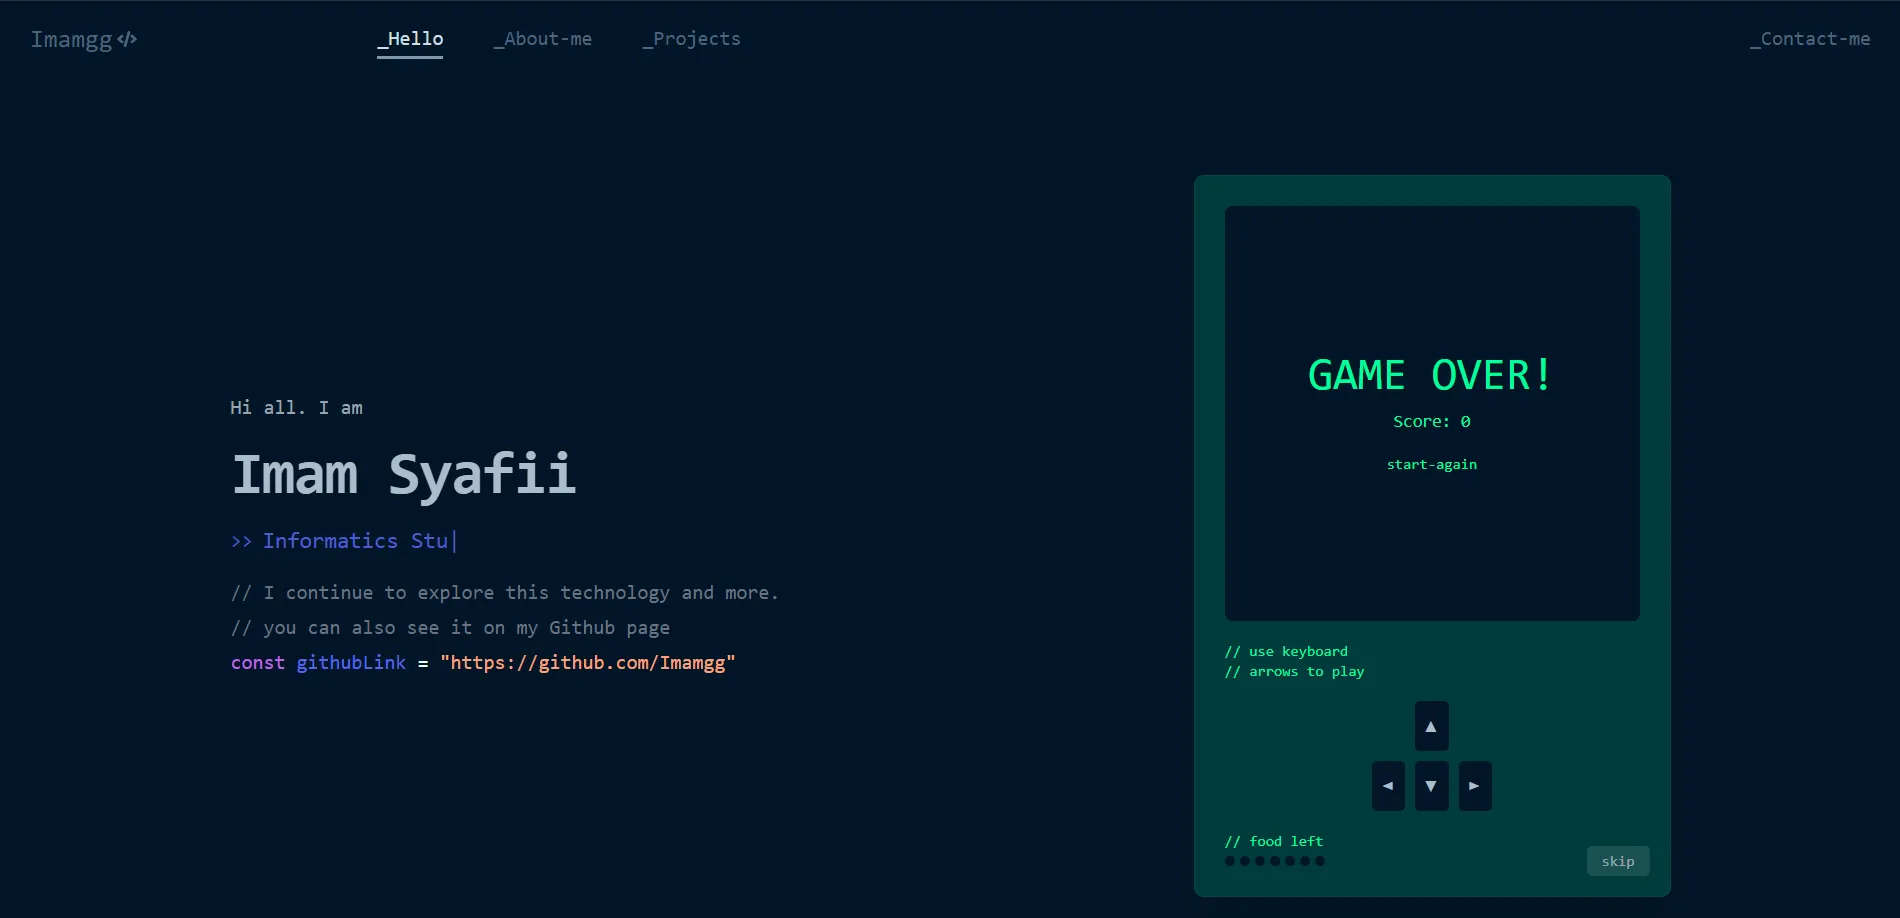 Imamgg</>
_Hello
_About-me
_Projects
_Contact-me
Hi all. I am
Imam Syafii
>> Informatics Stu|
// I continue to explore this technology and more.
// you can also see it on my Github page
const githubLink = "https://github.com/Imamgg"
GAME OVER!
Score: 0
start-again
// use keyboard
// arrows to play
▲
◄ ▼ ►
// food left
skip